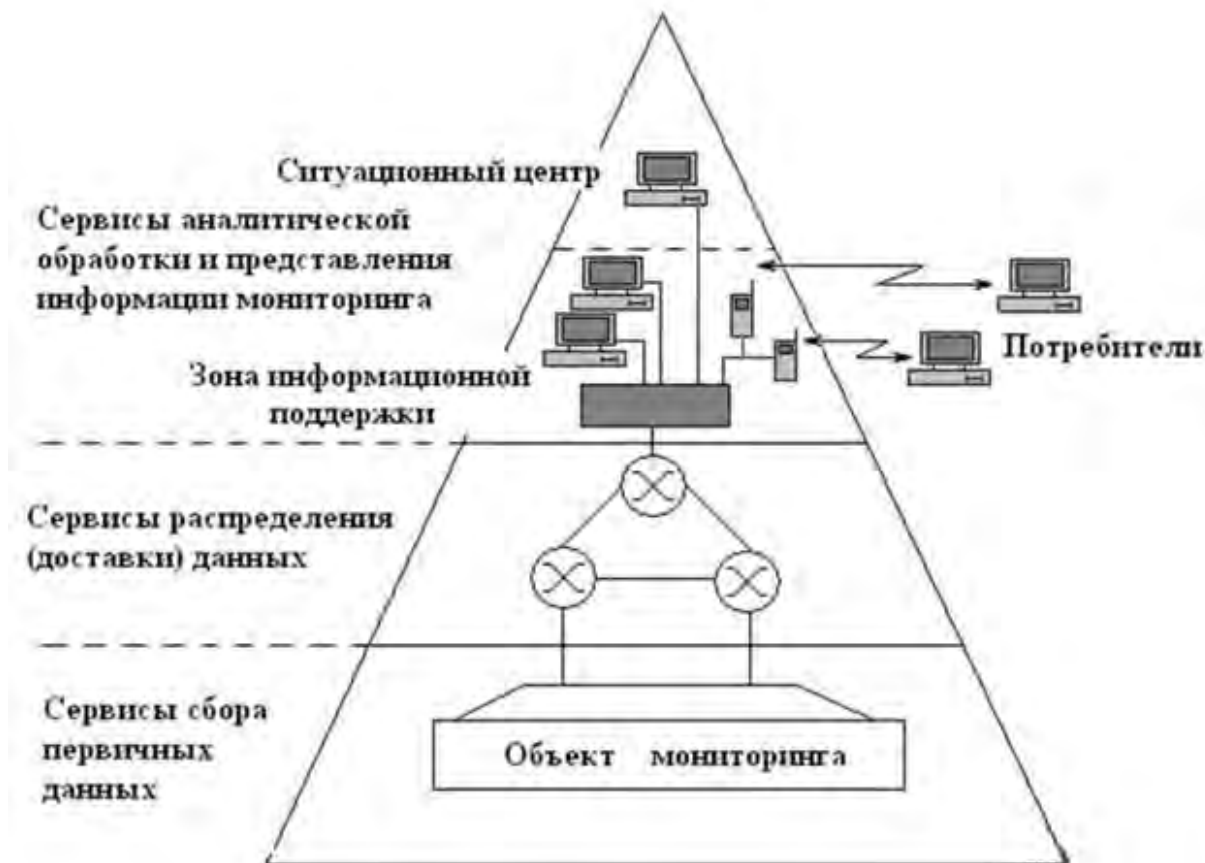 Ситуационный центр
Сервисы аналитической
обработки и представления
информации мониторинга
Потребители
Зона информационной
поддержки
Сервисы распределения
(доставки) данных
Сервисы сбора
первичных
данных
Объект мониторинга